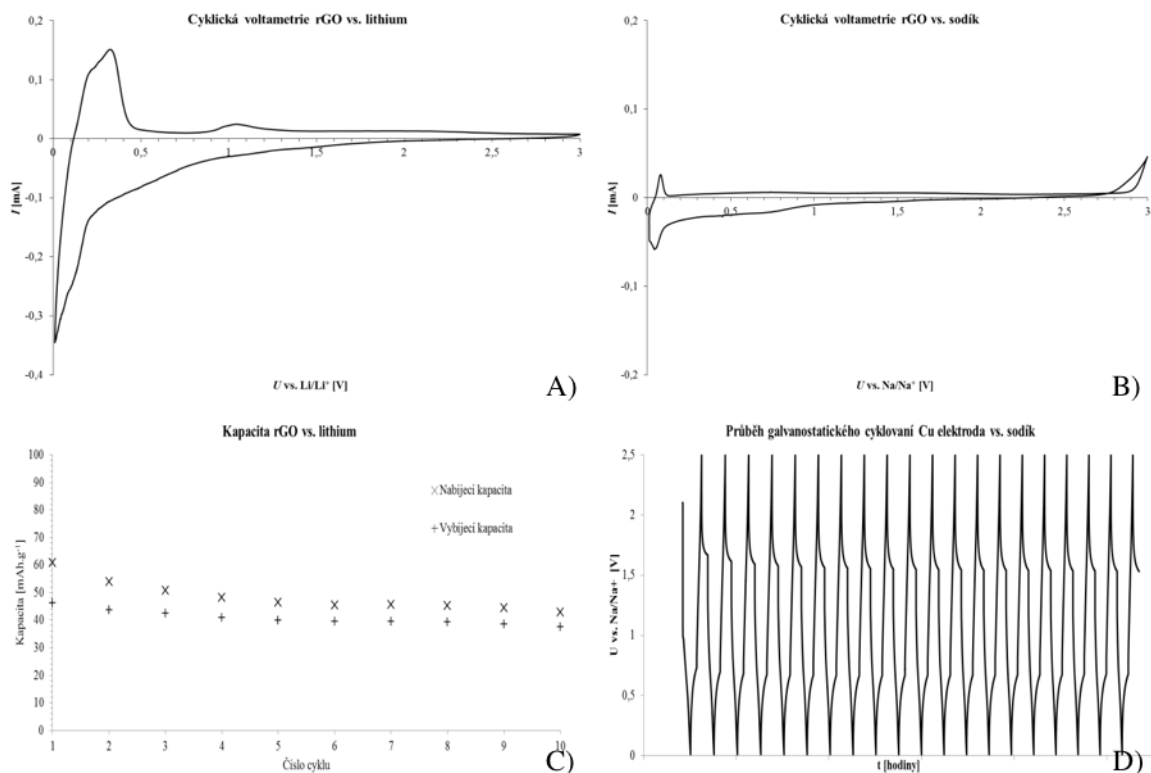 Cyklická voltametrie rGO vs. lithium
0,2
0,1
0
-0,1
-0,2
-0,3
-0,4
0
0,5
1
1,5
2
2,5
3
I [mA]
U vs. Li/Li⁺ [V]
A)
Cyklická voltametrie rGO vs. sodík
0,2
0,1
0
-0,1
-0,2
0
0,5
1
1,5
2
2,5
3
I [mA]
U vs. Na/Na⁺ [V]
B)
Kapacita rGO vs. lithium
100
90
80
70
60
50
40
30
20
10
0
Kapacita [mAh.g⁻¹]
×Nabíjecí kapacita
+Vybíjecí kapacita
1
2
3
4
5
6
7
8
9
10
Číslo cyklu
C)
Průběh galvanostatického cyklovaní Cu elektroda vs. sodík
2,5
2
1,5
1
0,5
0
U vs. Na/Na+ [V]
t [hodiny]
D)